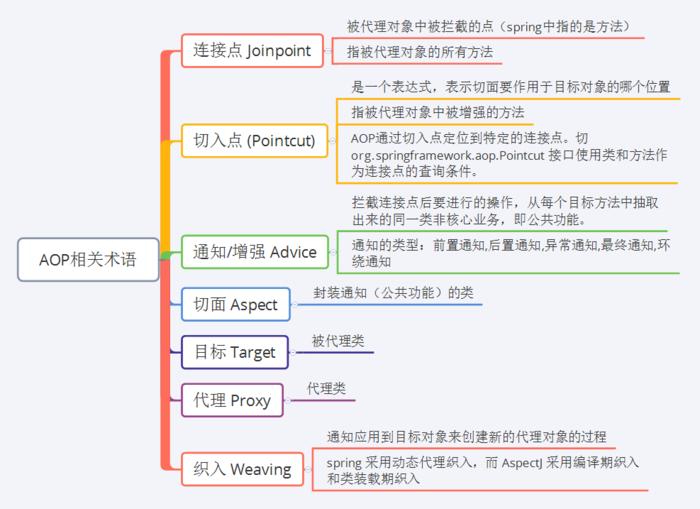 AOP相关术语
连接点 Joinpoint
被代理对象中被拦截的点（spring中指的是方法）
指被代理对象的所有方法
切入点 (Pointcut)
是一个表达式，表示切面要作用于目标对象的哪个位置
指被代理对象中被增强的方法
AOP通过切入点定位到特定的连接点。切
org.springframework.aop.Pointcut 接口使用类和方法作
为连接点的查询条件。
通知/增强 Advice
拦截连接点后要进行的操作，从每个目标方法中抽取
出来的同一类非核心业务，即公共功能。
通知的类型：前置通知,后置通知,异常通知,最终通知,环
绕通知
切面 Aspect
封装通知（公共功能）的类
目标 Target
被代理类
代理 Proxy
代理类
织入 Weaving
通知应用到目标对象来创建新的代理对象的过程
spring 采用动态代理织入，而 AspectJ 采用编译期织入
和类装载期织入